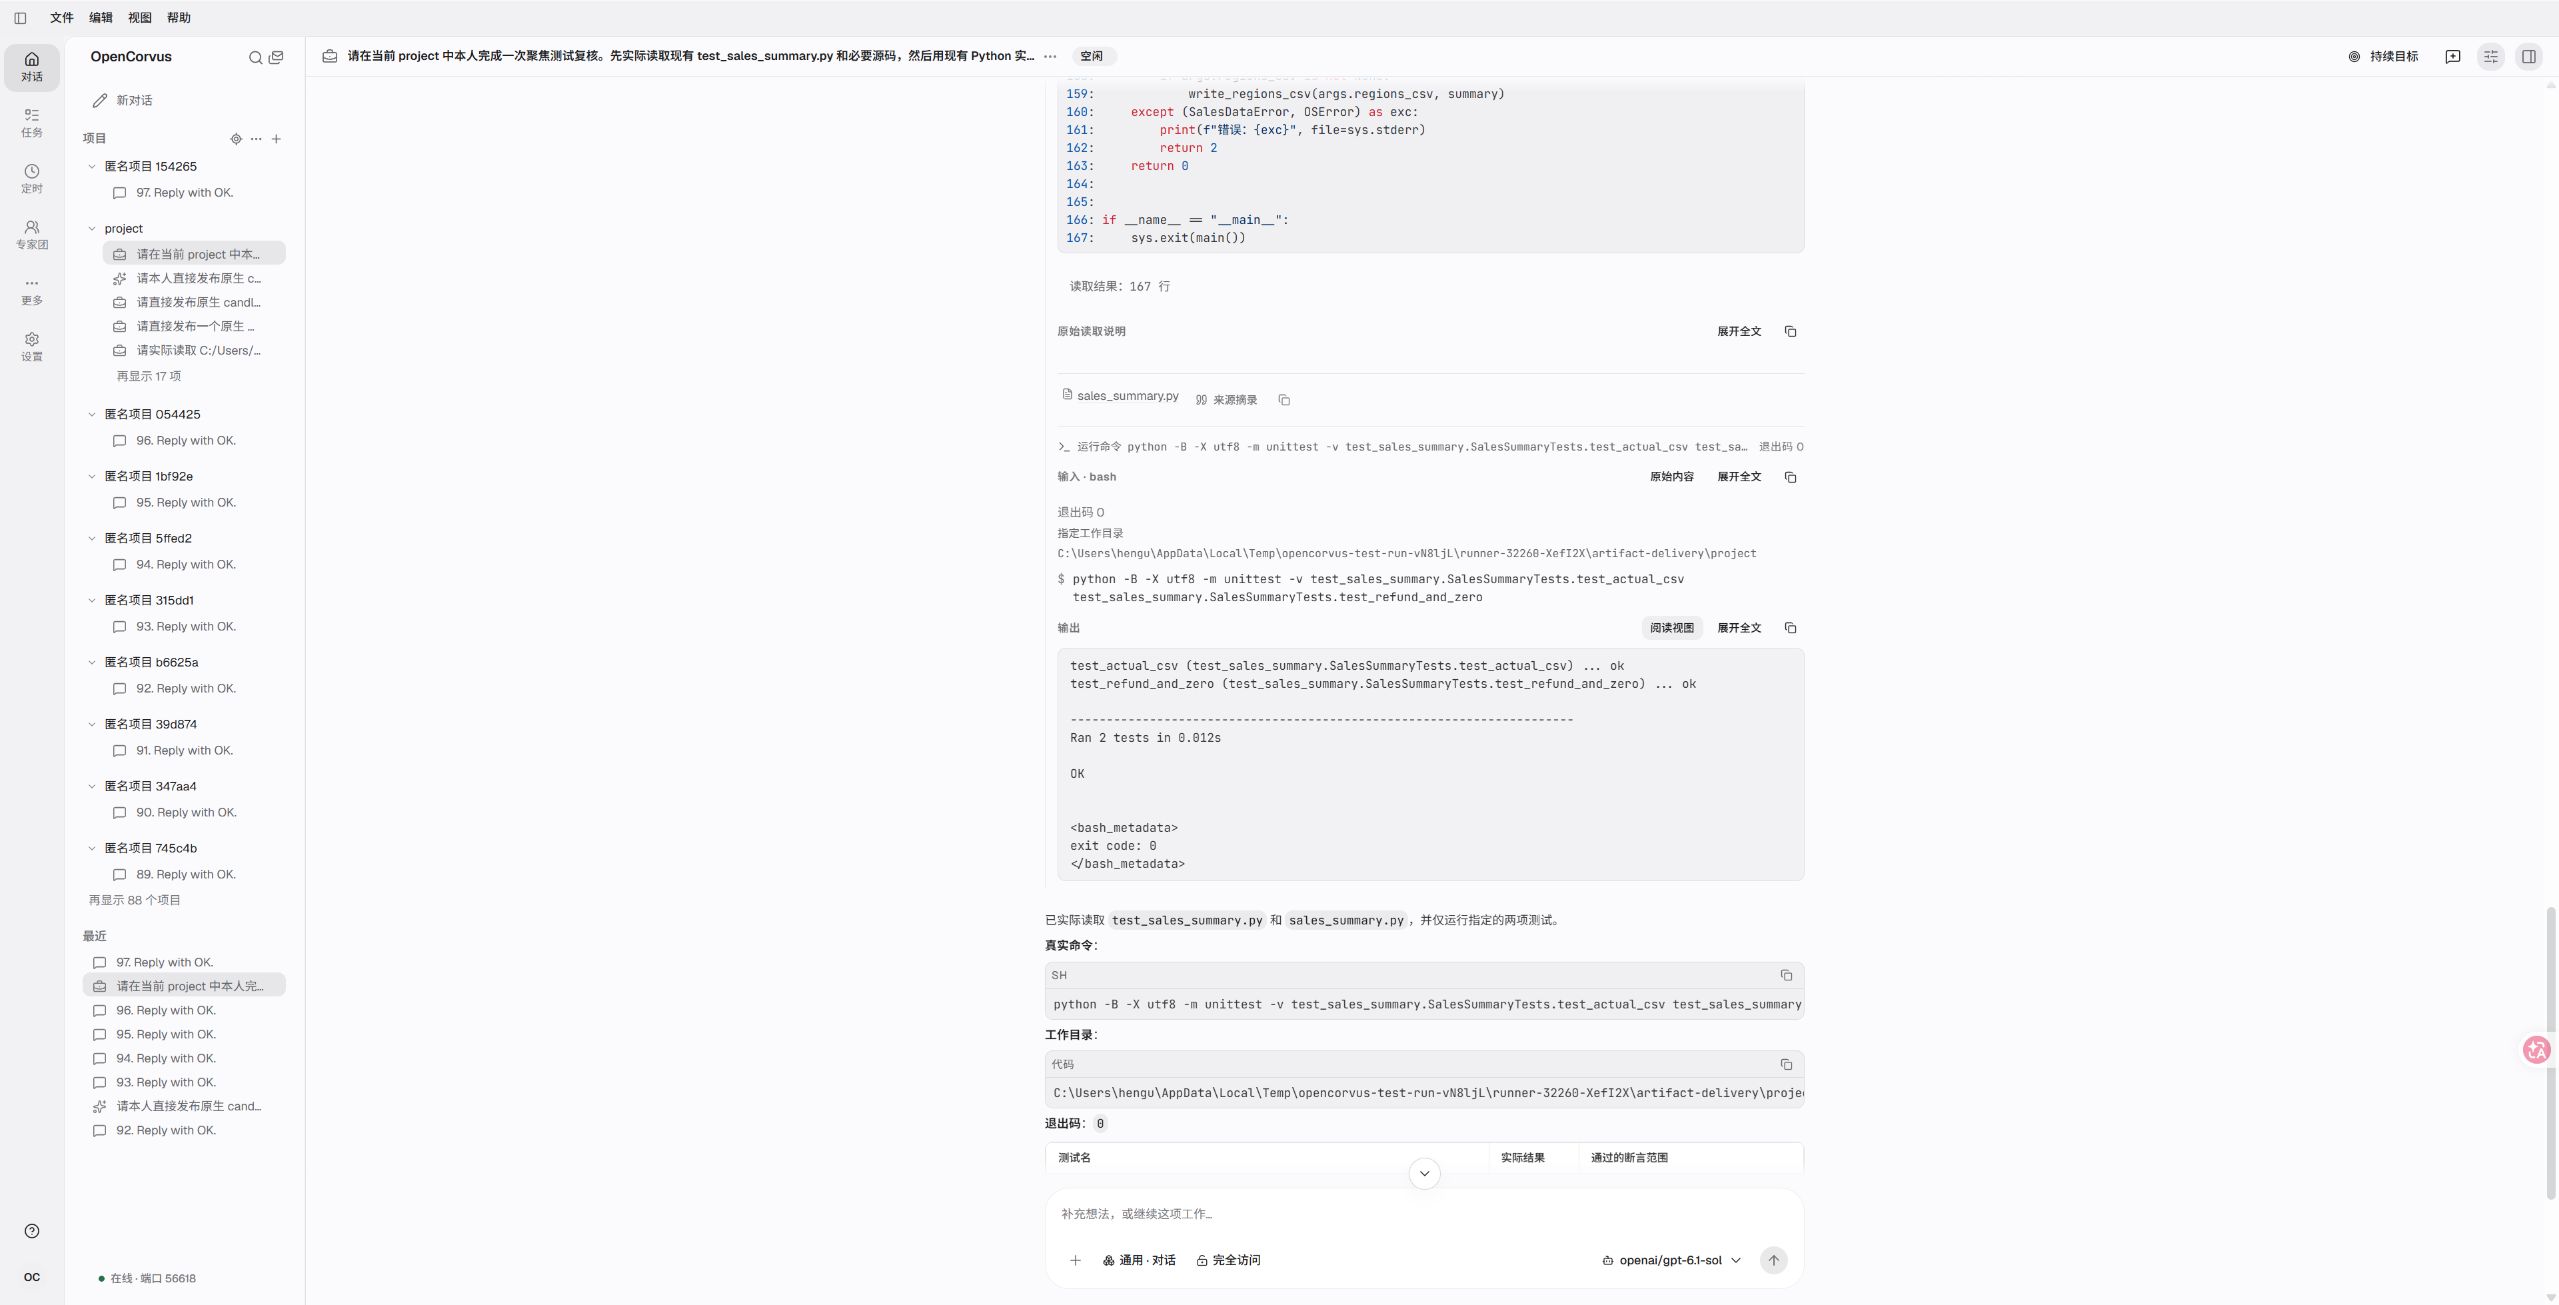 文件 编辑 视图 帮助
对话
任务
定时
专家团
更多
设置
OC
OpenCorvus
新对话
项目
匿名项目 154265
97. Reply with OK.
project
请在当前 project 中本...
请本人直接发布原生 c...
请直接发布原生 candl...
请直接发布一个原生 ...
请实际读取 C:/Users/...
再显示 17 项
匿名项目 054425
96. Reply with OK.
匿名项目 1bf92e
95. Reply with OK.
匿名项目 5ffed2
94. Reply with OK.
匿名项目 315dd1
93. Reply with OK.
匿名项目 b6625a
92. Reply with OK.
匿名项目 39d874
91. Reply with OK.
匿名项目 347aa4
90. Reply with OK.
匿名项目 745c4b
89. Reply with OK.
再显示 88 个项目
最近
97. Reply with OK.
请在当前 project 中本人完...
96. Reply with OK.
95. Reply with OK.
94. Reply with OK.
93. Reply with OK.
请本人直接发布原生 cand...
92. Reply with OK.
在线 · 端口 56618
请在当前 project 中本人完成一次聚焦测试复核。先实际读取现有 test_sales_summary.py 和必要源码，然后用现有 Python 实... 空闲
持续目标
159:             write_regions_csv(args.regions_csv, summary)
160:     except (SalesDataError, OSError) as exc:
161:         print(f"错误: {exc}", file=sys.stderr)
162:         return 2
163:     return 0
164:
165:
166: if __name__ == "__main__":
167:     sys.exit(main())
读取结果: 167 行
原始读取说明 展开全文
sales_summary.py 来源摘录
运行命令 python -B -X utf8 -m unittest -v test_sales_summary.SalesSummaryTests.test_actual_csv test_sa... 退出码 0
输入 · bash 原始内容 展开全文
退出码 0
指定工作目录
C:\Users\hengu\AppData\Local\Temp\opencorvus-test-run-vN8ljL\runner-32260-XefI2X\artifact-delivery\project
$ python -B -X utf8 -m unittest -v test_sales_summary.SalesSummaryTests.test_actual_csv
test_sales_summary.SalesSummaryTests.test_refund_and_zero
输出 阅读视图 展开全文
test_actual_csv (test_sales_summary.SalesSummaryTests.test_actual_csv) ... ok
test_refund_and_zero (test_sales_summary.SalesSummaryTests.test_refund_and_zero) ... ok
----------------------------------------------------------------------
Ran 2 tests in 0.012s
OK
<bash_metadata>
exit code: 0
</bash_metadata>
已实际读取 test_sales_summary.py 和 sales_summary.py，并仅运行指定的两项测试。
真实命令：
SH
python -B -X utf8 -m unittest -v test_sales_summary.SalesSummaryTests.test_actual_csv test_sales_summary
工作目录：
代码
C:\Users\hengu\AppData\Local\Temp\opencorvus-test-run-vN8ljL\runner-32260-XefI2X\artifact-delivery\projec
退出码： 0
测试名 实际结果 通过的断言范围
补充想法，或继续这项工作...
通用 · 对话 完全访问 openai/gpt-6.1-sol